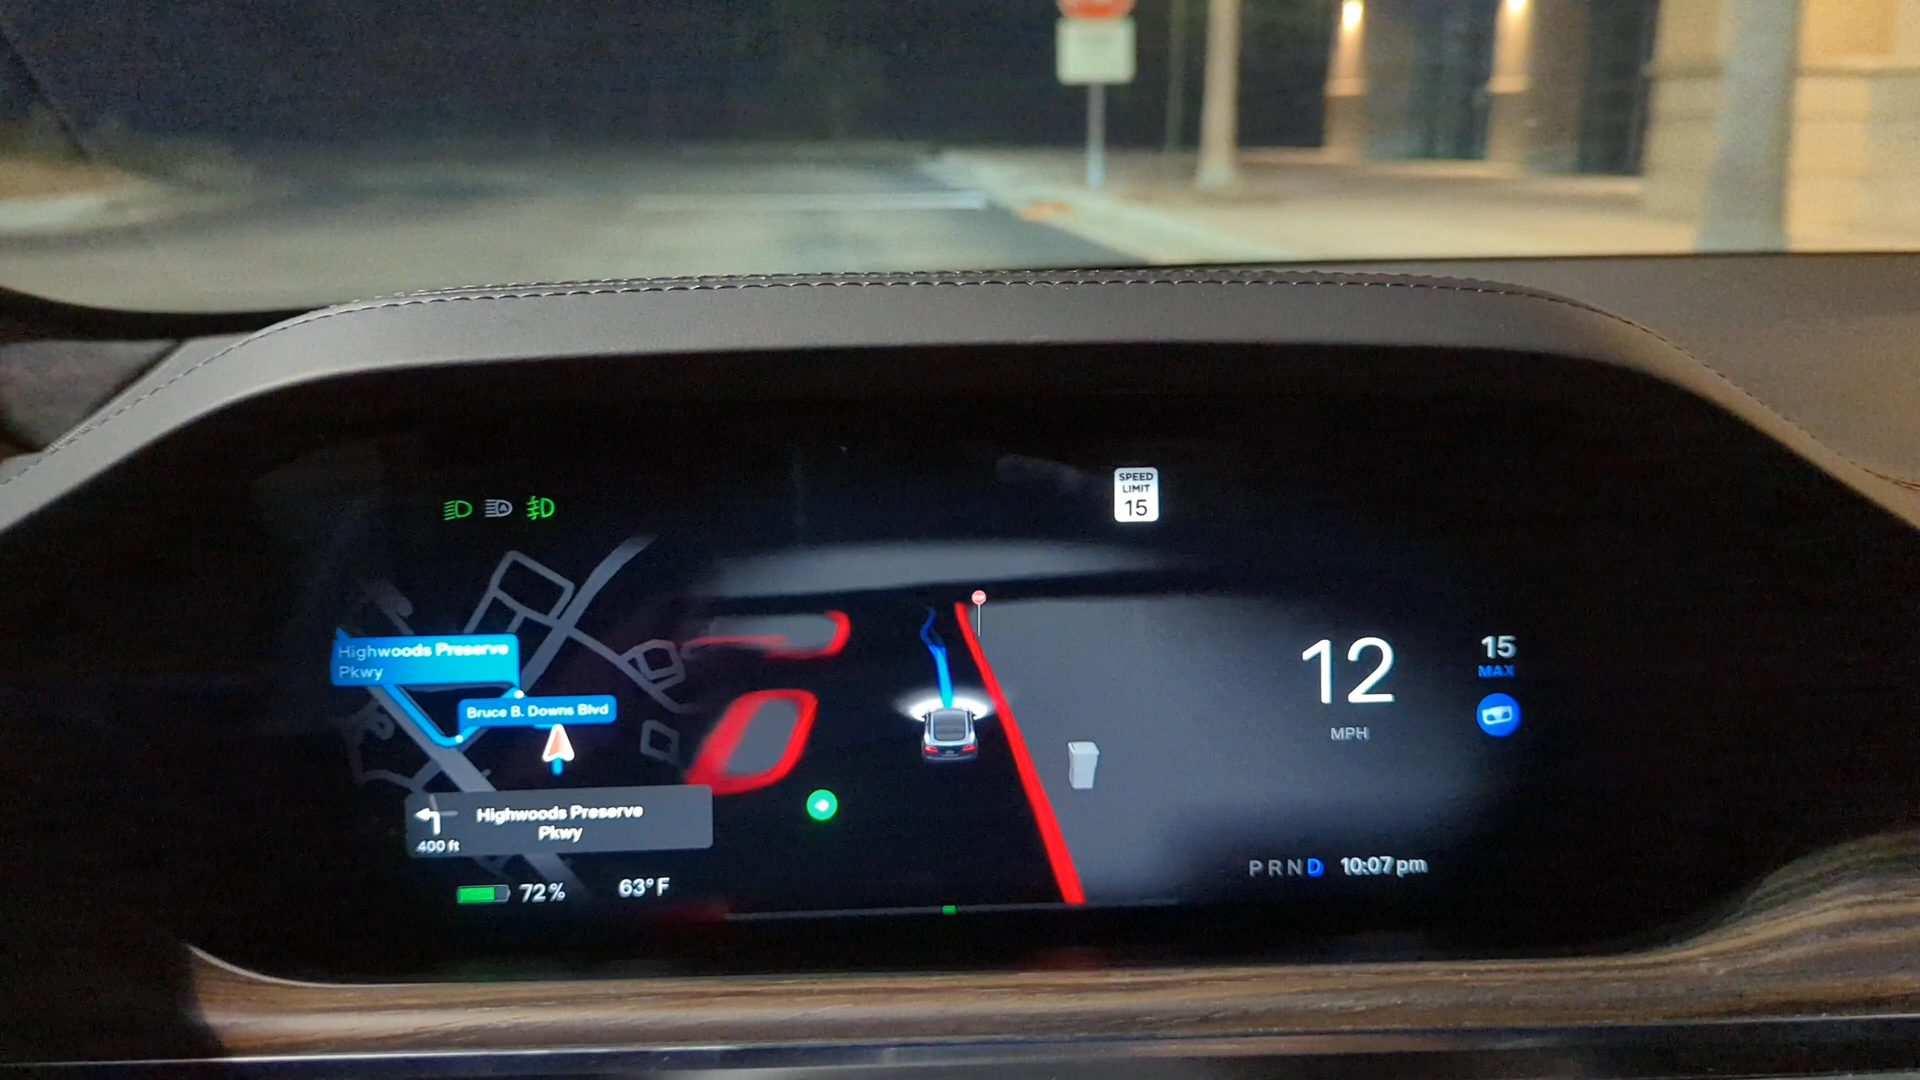 SPEED
LIMIT
15
Highwoods Preserve
Pkwy
Bruce B. Downs Blvd
Highwoods Preserve
Pkwy
400 ft
72%
63°F
12
MPH
15
MAX
P R N D
10:07 pm